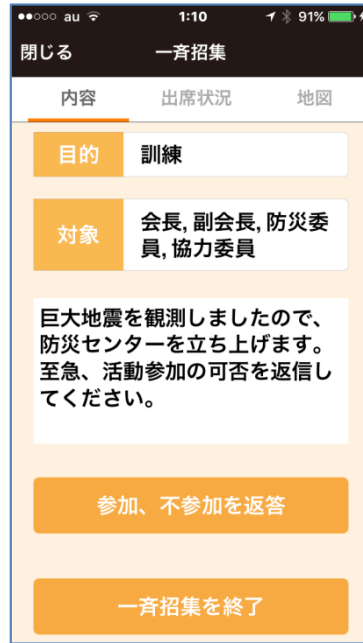 au 1:10 91%
閉じる 一斉招集
内容 出席状況 地図
目的 訓練
対象 会長, 副会長, 防災委
員, 協力委員
巨大地震を観測しましたので、
防災センターを立ち上げます。
至急、活動参加の可否を返信し
てください。
参加、不参加を返答
一斉招集を終了